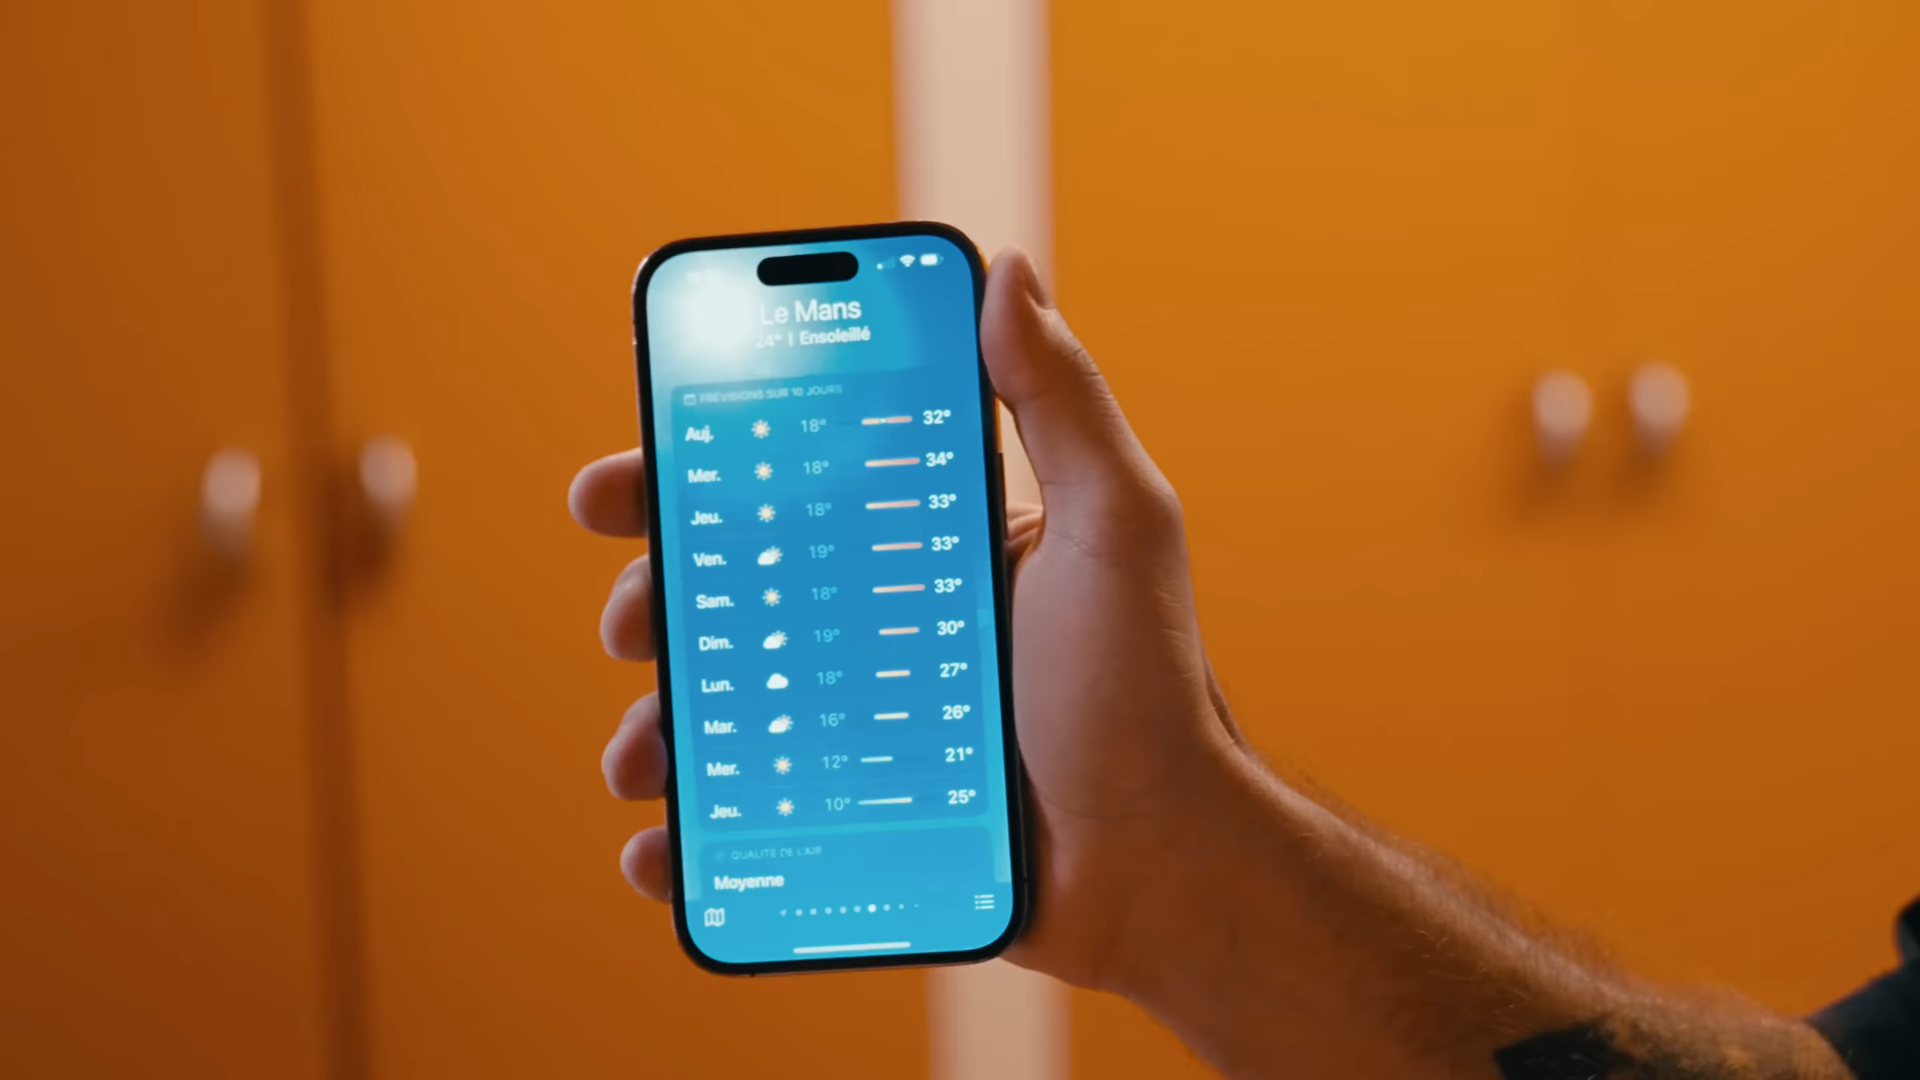 Le Mans
24° | Ensoleillé
PRÉVISIONS SUR 10 JOURS
Auj. 18° 32°
Mer. 18° 34°
Jeu. 18° 33°
Ven. 19° 33°
Sam. 18° 33°
Dim. 19° 30°
Lun. 18° 27°
Mar. 16° 26°
Mer. 12° 21°
Jeu. 10° 25°
QUALITÉ DE L'AIR
Moyenne